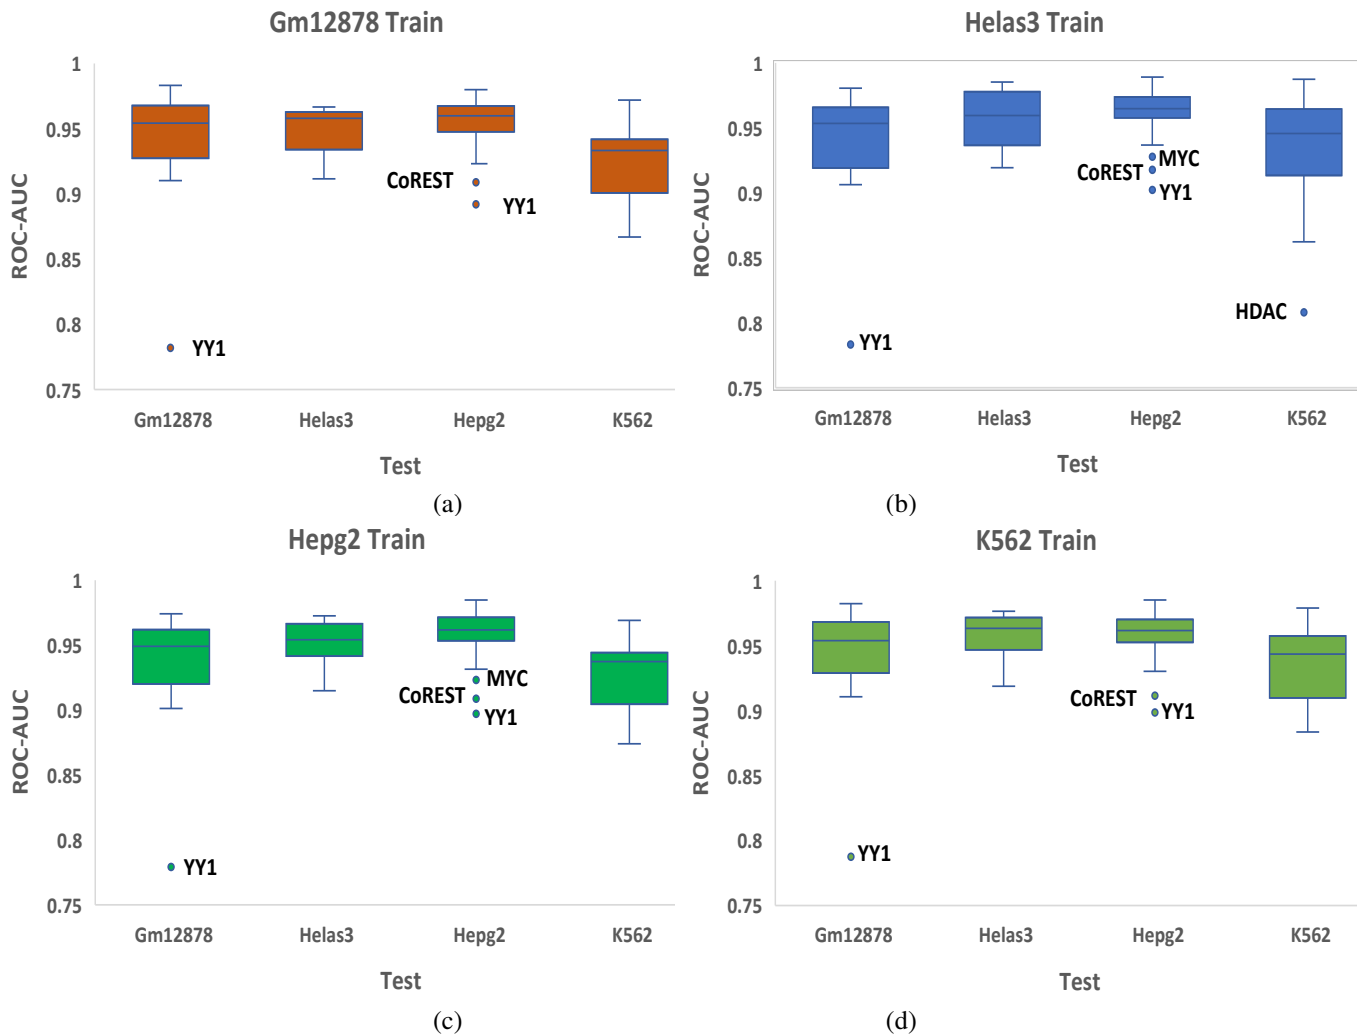 Gm12878 Train
1
0.95
0.9
0.85
0.8
0.75
ROC-AUC
CoREST
YY1
YY1
Gm12878 Helas3 Hepg2 K562
Test
(a)
Helas3 Train
1
0.95
0.9
0.85
0.8
0.75
ROC-AUC
MYC
CoREST
YY1
HDAC
YY1
Gm12878 Helas3 Hepg2 K562
Test
(b)
Hepg2 Train
1
0.95
0.9
0.85
0.8
0.75
ROC-AUC
MYC
CoREST
YY1
YY1
Gm12878 Helas3 Hepg2 K562
Test
(c)
K562 Train
1
0.95
0.9
0.85
0.8
0.75
ROC-AUC
CoREST
YY1
YY1
Gm12878 Helas3 Hepg2 K562
Test
(d)